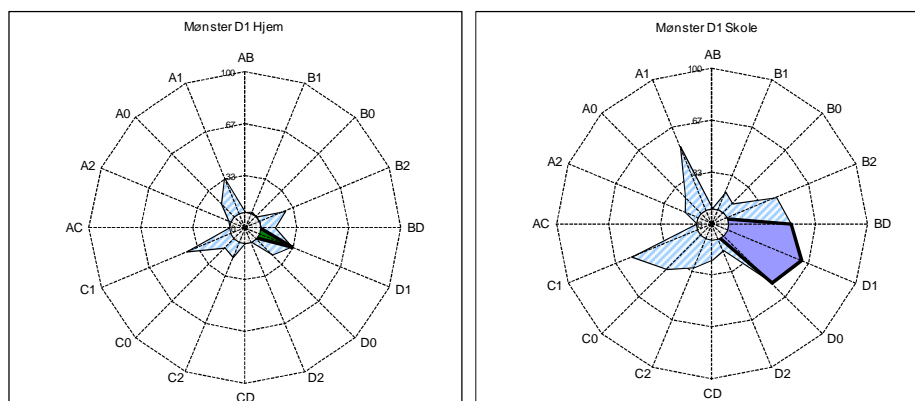 Mønster D1 Hjem
AB
100
A1
B1
A0
B0
67
A2
B2
33
AC
BD
C1
D1
C0
D0
C2
D2
CD
Mønster D1 Skole
AB
100
A1
B1
A0
B0
67
A2
B2
33
AC
BD
C1
D1
C0
D0
C2
D2
CD